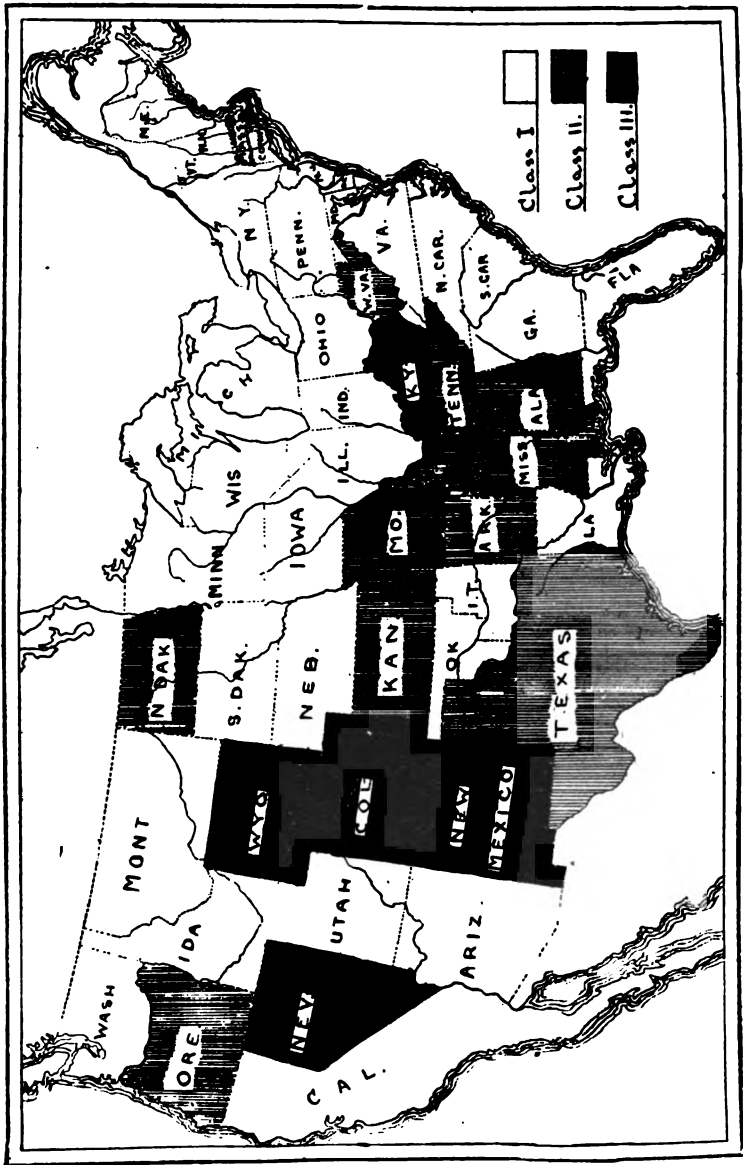 Class I
Class II.
Class III.
WASH
ORE
CAL.
NEV.
IDA
MONT
WYO
UTAH
ARIZ.
COL
NEW
MEXICO
N DAK
S. DAK.
NEB.
KAN
OK
I.T.
TEXAS
MINN
IOWA
MO.
ARK.
LA
WIS
ILL.
IND.
OHIO
KY.
TENN.
MISS.
ALA
GA.
FLA
S. CAR
N. CAR.
VA.
W. VA.
PENN.
N Y.
VT.
ME.